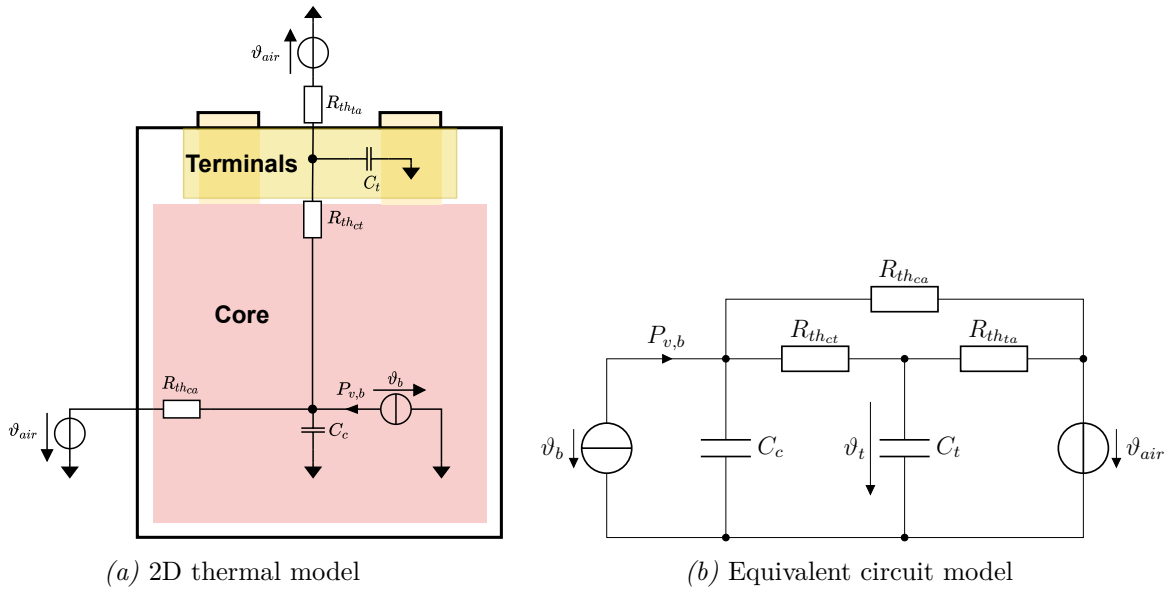 ϑ_air
R_th_ta
Terminals
C_t
R_th_ct
Core
R_th_ca
P_v,b
ϑ_b
ϑ_air
C_c
(a) 2D thermal model
R_th_ca
P_v,b
R_th_ct
R_th_ta
ϑ_b
C_c
ϑ_t
C_t
ϑ_air
(b) Equivalent circuit model